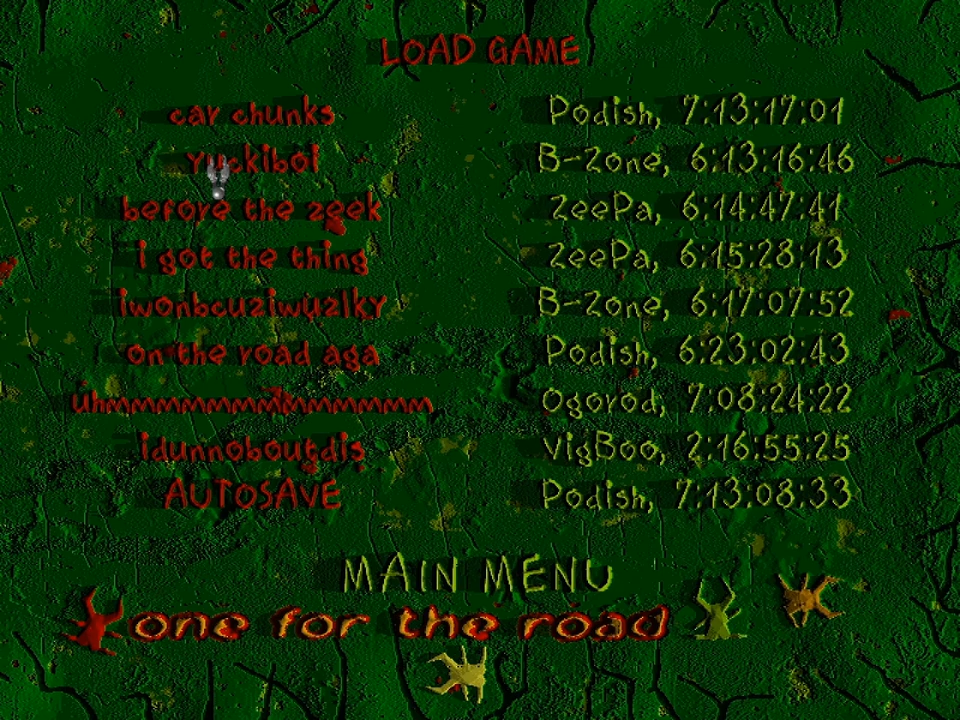 LOAD GAME
car chunks Podish, 7:13:17:01
yuckiboi B-Zone, 6:13:16:46
before the zeek ZeePa, 6:14:47:41
i got the thing ZeePa, 6:15:28:13
iwonbcuziwuzlky B-Zone, 6:17:07:52
on the road aga Podish, 6:23:02:43
uhmmmmmmmmmmmmm Ogorod, 7:08:24:22
idunnoboutdis VigBoo, 2:16:55:25
AUTOSAVE Podish, 7:13:08:33
MAIN MENU
one for the road